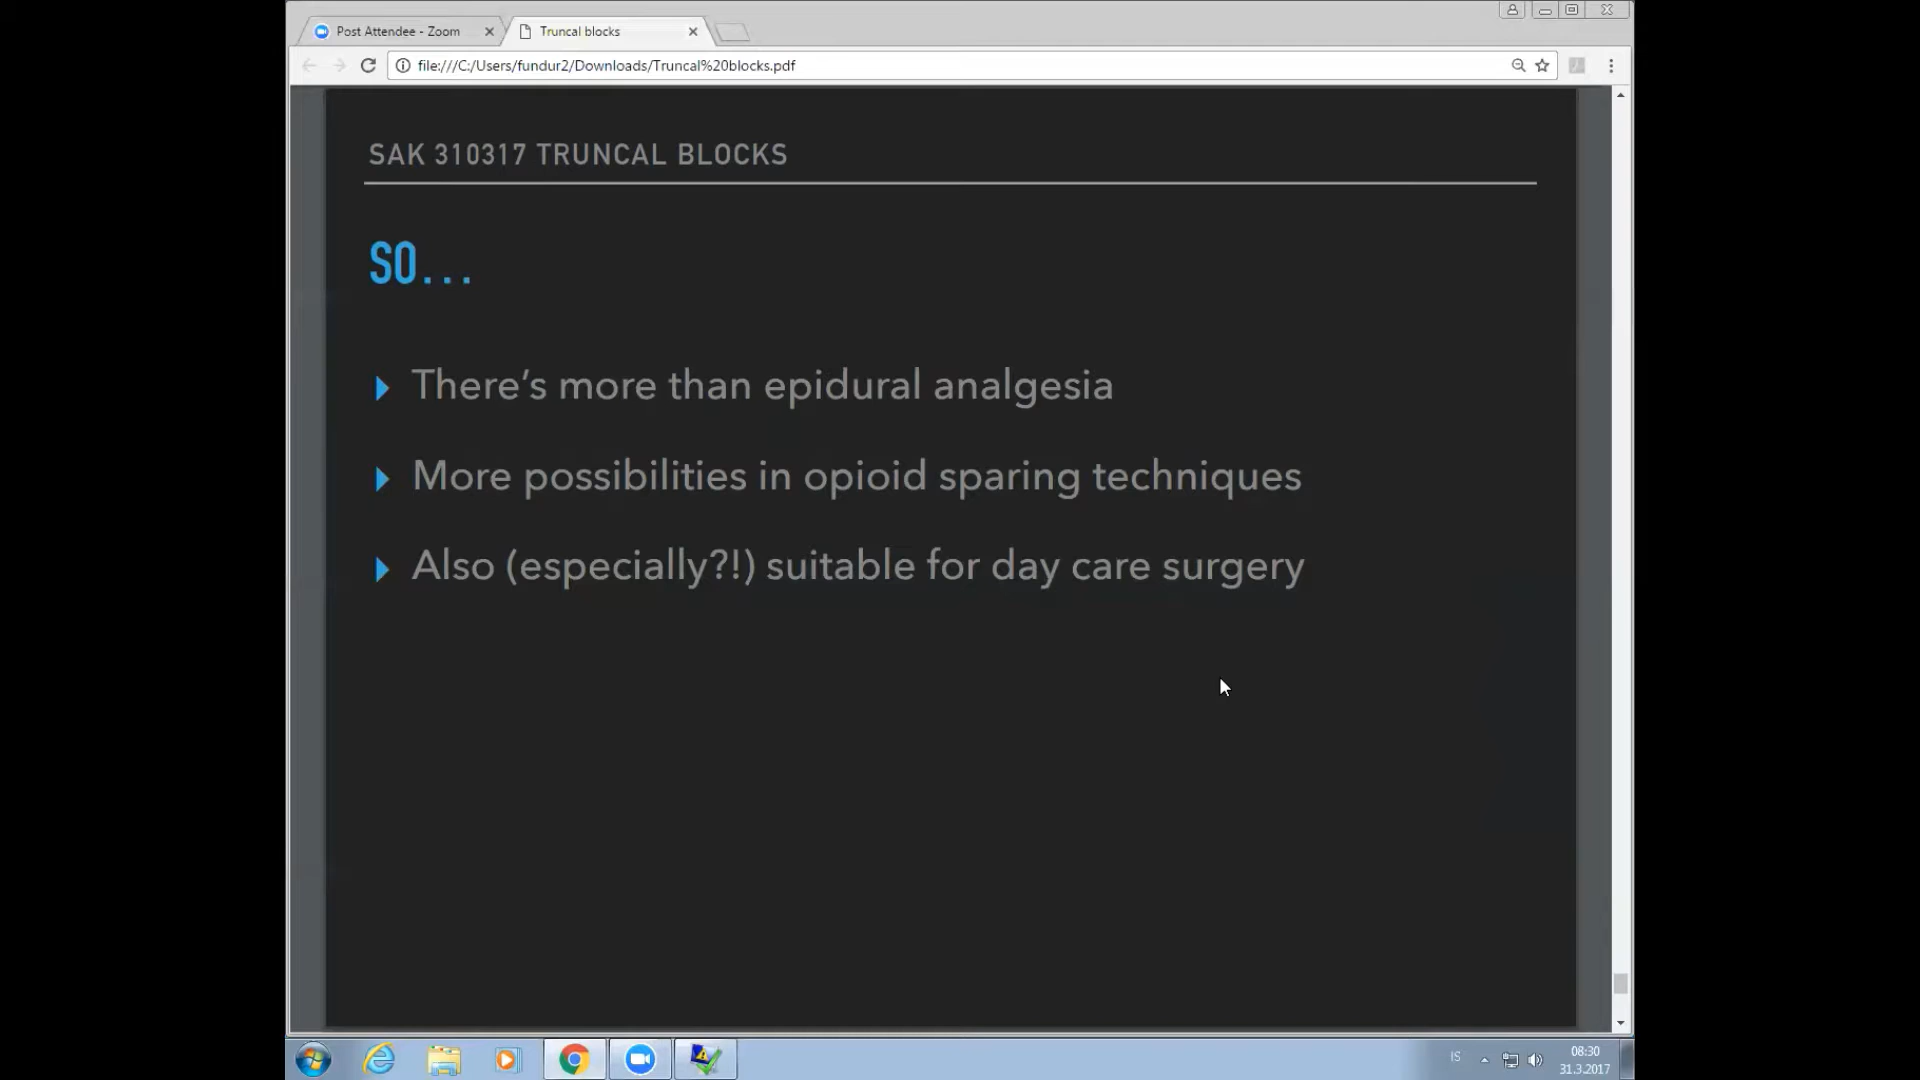 Post Attendee - Zoom
Truncal blocks
file:///C:/Users/fundur2/Downloads/Truncal%20blocks.pdf
SAK 310317 TRUNCAL BLOCKS
SO...
There's more than epidural analgesia
More possibilities in opioid sparing techniques
Also (especially?!) suitable for day care surgery
IS
08:30
31.3.2017